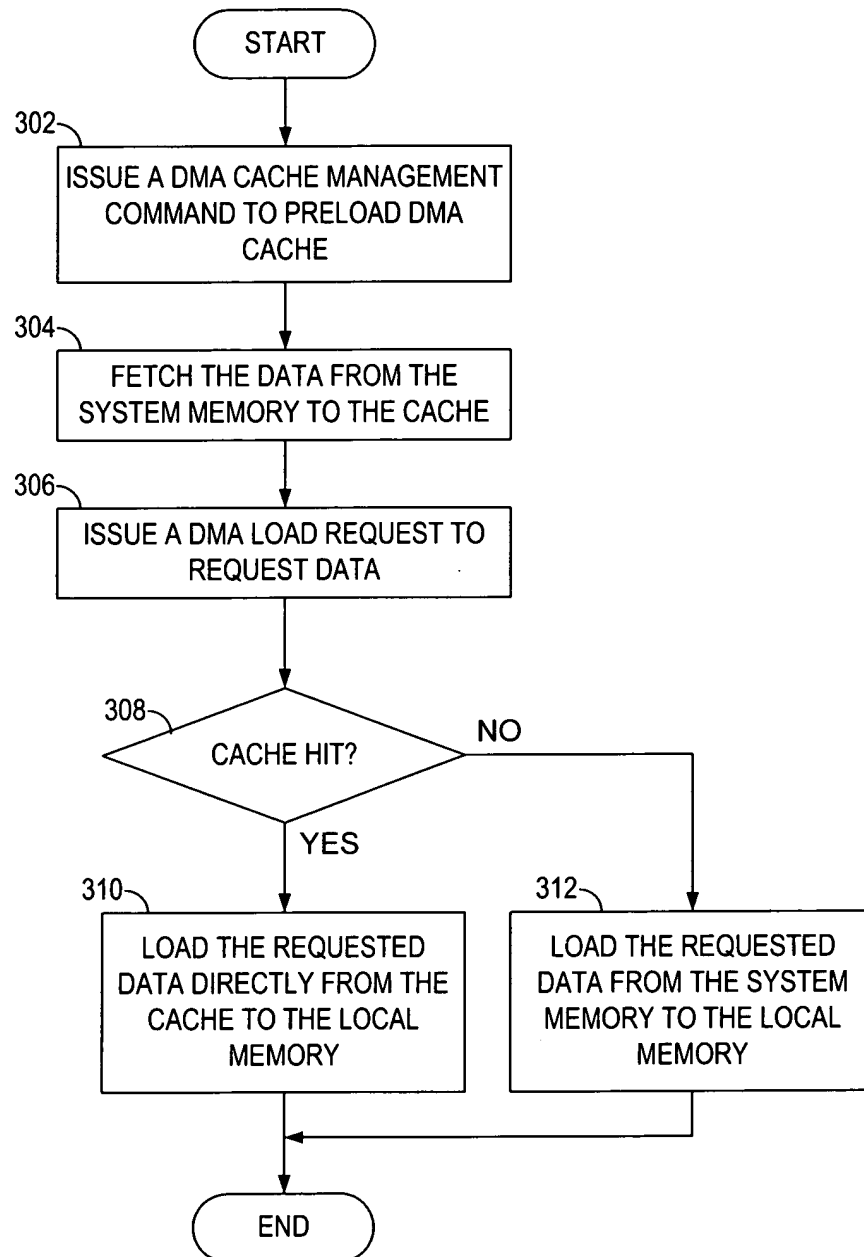 START
302
ISSUE A DMA CACHE MANAGEMENT
COMMAND TO PRELOAD DMA
CACHE
304
FETCH THE DATA FROM THE
SYSTEM MEMORY TO THE CACHE
306
ISSUE A DMA LOAD REQUEST TO
REQUEST DATA
308
CACHE HIT?
NO
YES
310
LOAD THE REQUESTED
DATA DIRECTLY FROM THE
CACHE TO THE LOCAL
MEMORY
312
LOAD THE REQUESTED
DATA FROM THE SYSTEM
MEMORY TO THE LOCAL
MEMORY
END